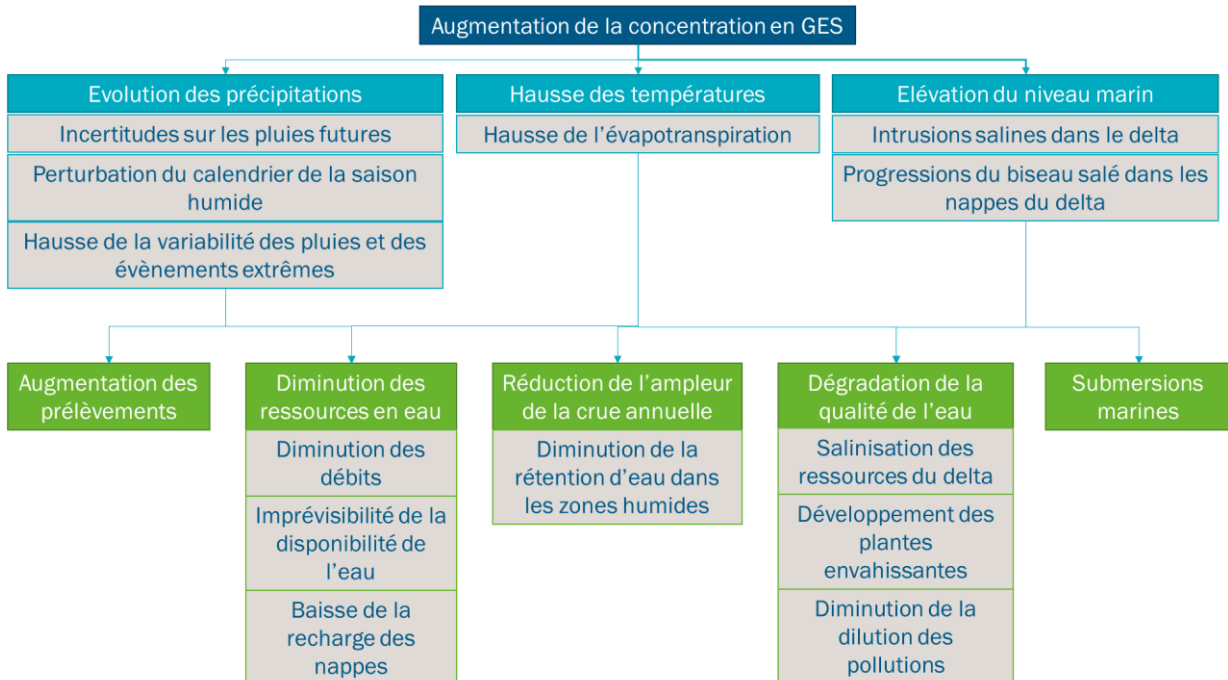 Augmentation de la concentration en GES
Evolution des précipitations
Incertitudes sur les pluies futures
Perturbation du calendrier de la saison
humide
Hausse de la variabilité des pluies et des
évènements extrêmes
Hausse des températures
Hausse de l'évapotranspiration
Elévation du niveau marin
Intrusions salines dans le delta
Progressions du biseau salé dans les
nappes du delta
Augmentation des
prélèvements
Diminution des
ressources en eau
Diminution des
débits
Imprévisibilité de la
disponibilité de
l'eau
Baisse de la
recharge des
nappes
Réduction de l'ampleur
de la crue annuelle
Diminution de la
rétention d'eau dans
les zones humides
Dégradation de la
qualité de l'eau
Salinisation des
ressources du delta
Développement des
plantes
envahissantes
Diminution de la
dilution des
pollutions
Submersions
marines